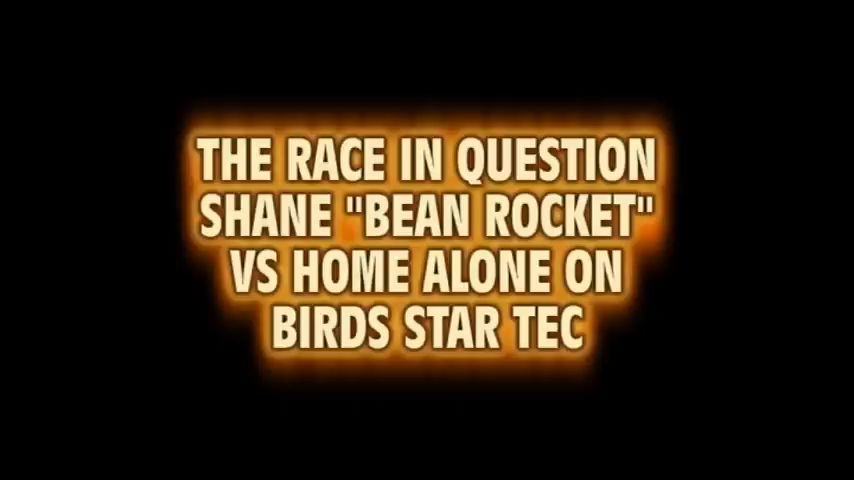 THE RACE IN QUESTION
SHANE "BEAN ROCKET"
VS HOME ALONE ON
BIRDS STAR TEC